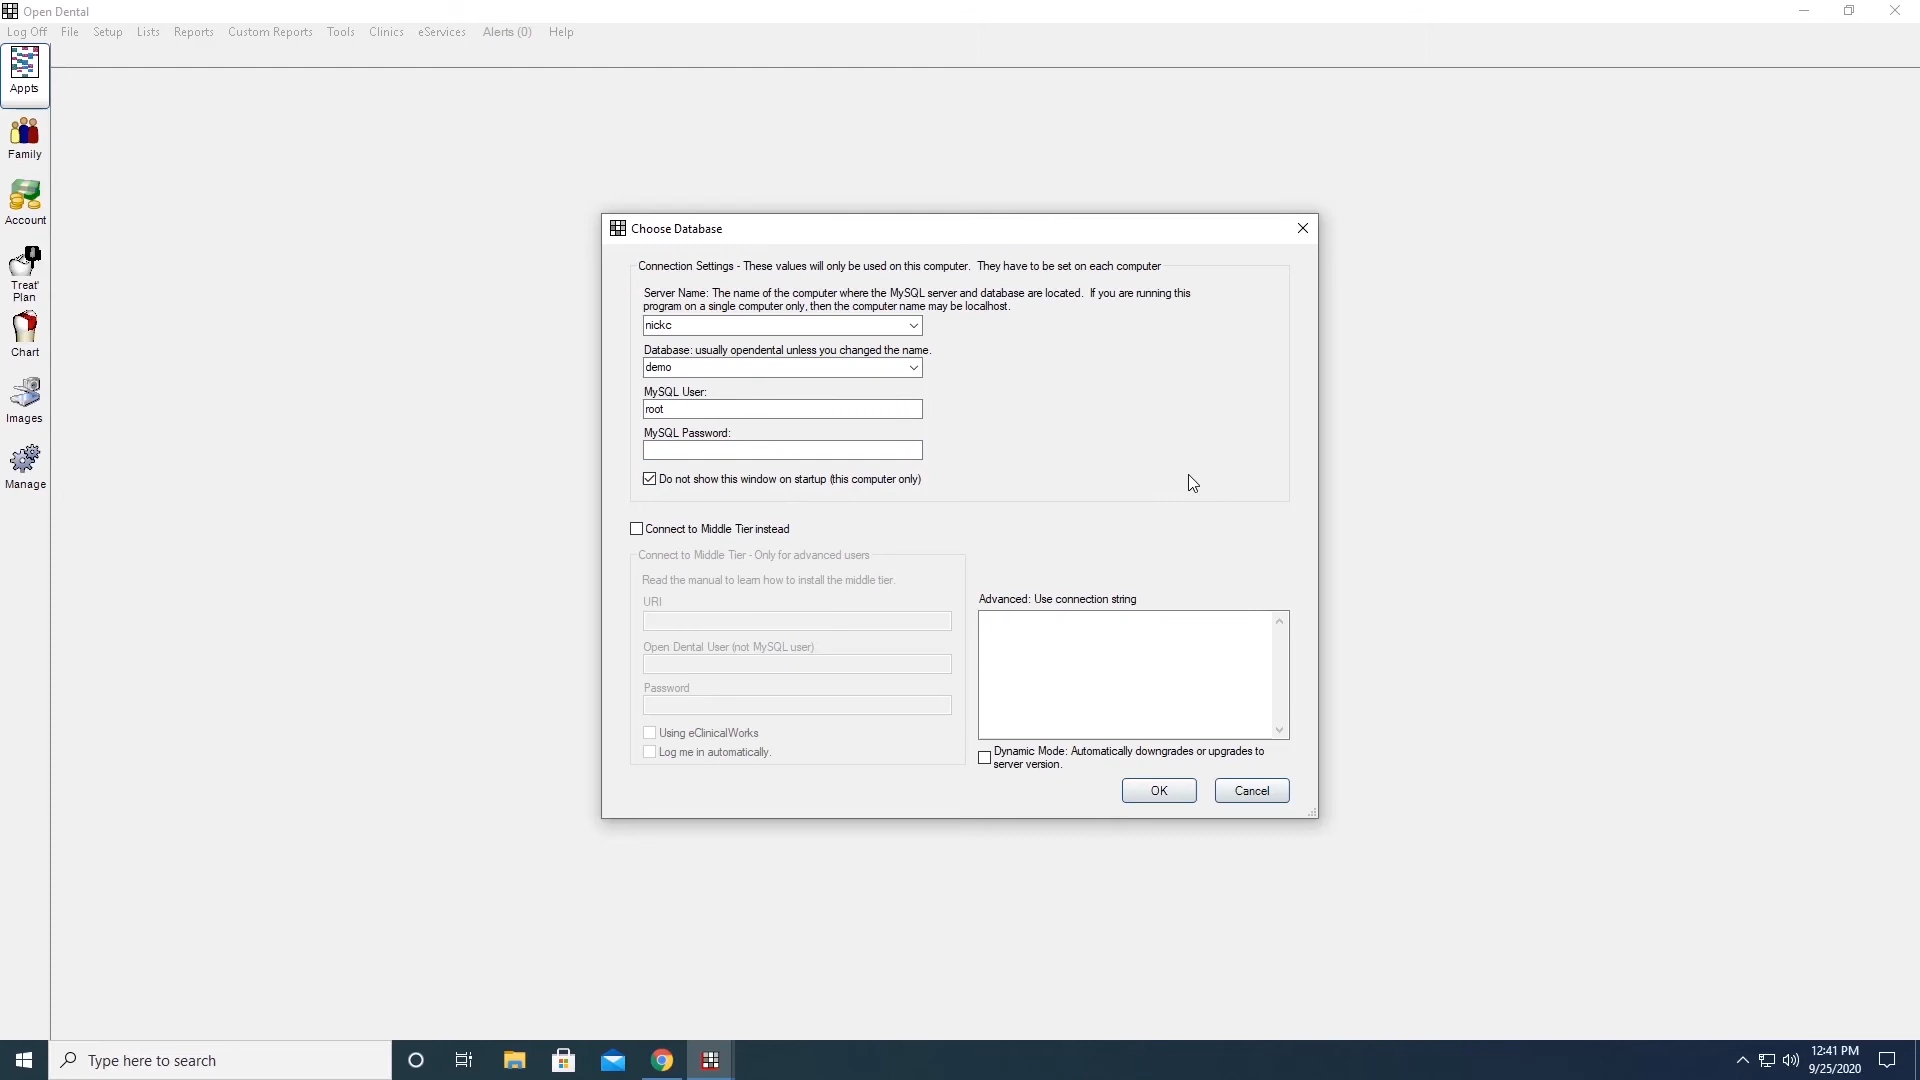 Open Dental
Log Off File Setup Lists Reports Custom Reports Tools Clinics eServices Alerts (0) Help
Appts
Family
Account
Treat'
Plan
Chart
Images
Manage
Choose Database
Connection Settings - These values will only be used on this computer. They have to be set on each computer
Server Name: The name of the computer where the MySQL server and database are located. If you are running this
program on a single computer only, then the computer name may be localhost.
nickc
Database: usually opendental unless you changed the name.
demo
MySQL User:
root
MySQL Password:
Do not show this window on startup (this computer only)
Connect to Middle Tier instead
Connect to Middle Tier - Only for advanced users
Read the manual to learn how to install the middle tier.
URI
Open Dental User (not MySQL user)
Password
Using eClinicalWorks
Log me in automatically.
Advanced: Use connection string
Dynamic Mode: Automatically downgrades or upgrades to
server version.
OK Cancel
Type here to search
12:41 PM
9/25/2020